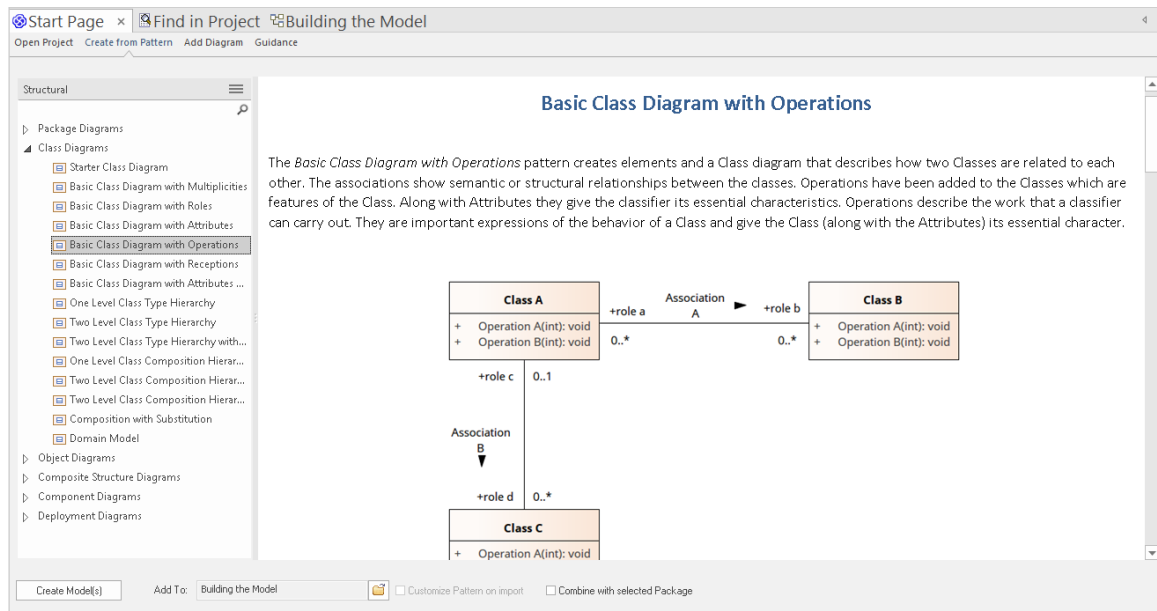 Start Page × Find in Project Building the Model
Open Project Create from Pattern Add Diagram Guidance
Structural
Package Diagrams
Class Diagrams
Starter Class Diagram
Basic Class Diagram with Multiplicities
Basic Class Diagram with Roles
Basic Class Diagram with Attributes
Basic Class Diagram with Operations
Basic Class Diagram with Receptions
Basic Class Diagram with Attributes ...
One Level Class Type Hierarchy
Two Level Class Type Hierarchy
Two Level Class Type Hierarchy with...
One Level Class Composition Hierar...
Two Level Class Composition Hierar...
Two Level Class Composition Hierar...
Composition with Substitution
Domain Model
Object Diagrams
Composite Structure Diagrams
Component Diagrams
Deployment Diagrams
Basic Class Diagram with Operations
The Basic Class Diagram with Operations pattern creates elements and a Class diagram that describes how two Classes are related to each
other. The associations show semantic or structural relationships between the classes. Operations have been added to the Classes which are
features of the Class. Along with Attributes they give the classifier its essential characteristics. Operations describe the work that a classifier
can carry out. They are important expressions of the behavior of a Class and give the Class (along with the Attributes) its essential character.
Class A
+ Operation A(int): void
+ Operation B(int): void
+role a
0..*
Association
A
+role b
0..*
Class B
+ Operation A(int): void
+ Operation B(int): void
+role c 0..1
Association
B
+role d 0..*
Class C
+ Operation A(int): void
Create Model(s) Add To: Building the Model Customize Pattern on import Combine with selected Package